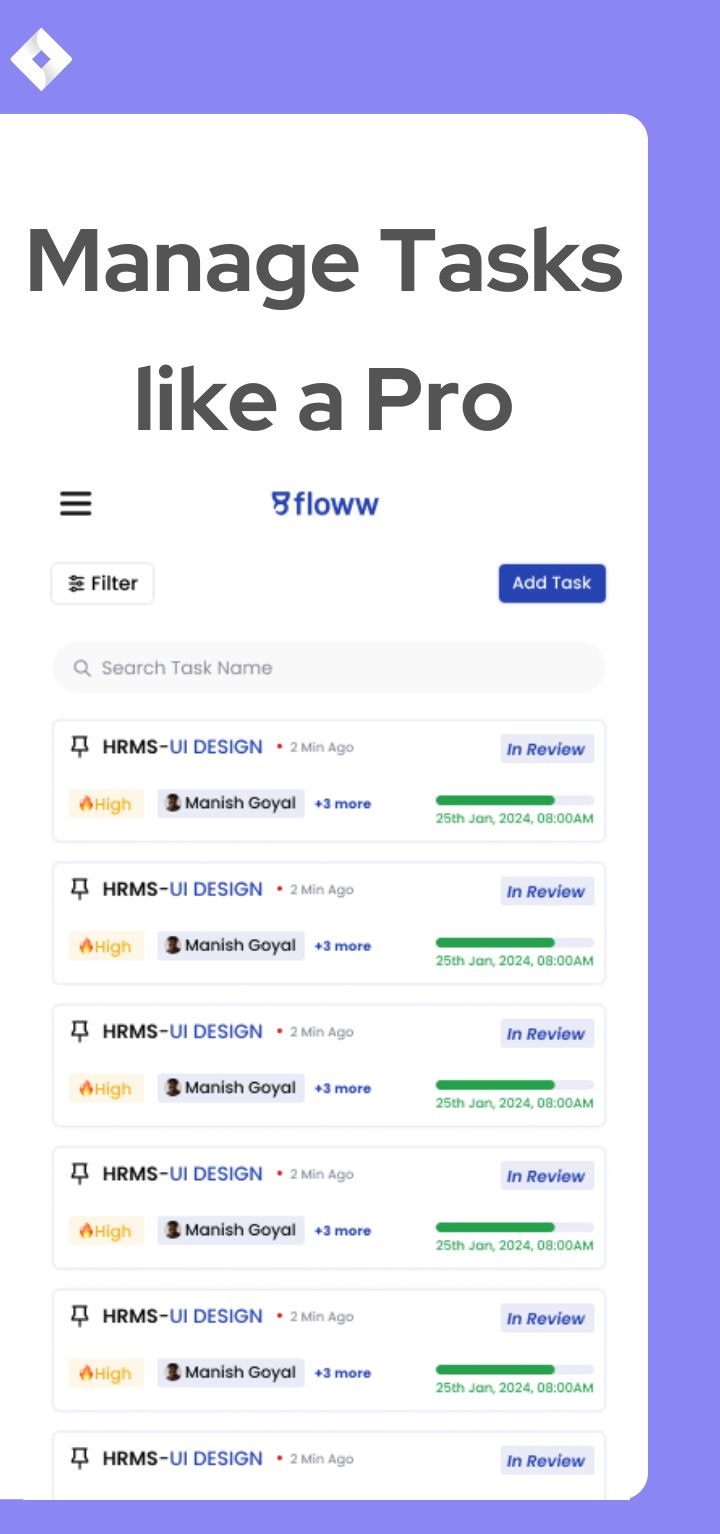 Manage Tasks
like a Pro
floww
Filter
Add Task
Search Task Name
HRMS-UI DESIGN • 2 Min Ago
In Review
High
Manish Goyal
+3 more
25th Jan, 2024, 08:00AM
HRMS-UI DESIGN • 2 Min Ago
In Review
High
Manish Goyal
+3 more
25th Jan, 2024, 08:00AM
HRMS-UI DESIGN • 2 Min Ago
In Review
High
Manish Goyal
+3 more
25th Jan, 2024, 08:00AM
HRMS-UI DESIGN • 2 Min Ago
In Review
High
Manish Goyal
+3 more
25th Jan, 2024, 08:00AM
HRMS-UI DESIGN • 2 Min Ago
In Review
High
Manish Goyal
+3 more
25th Jan, 2024, 08:00AM
HRMS-UI DESIGN • 2 Min Ago
In Review